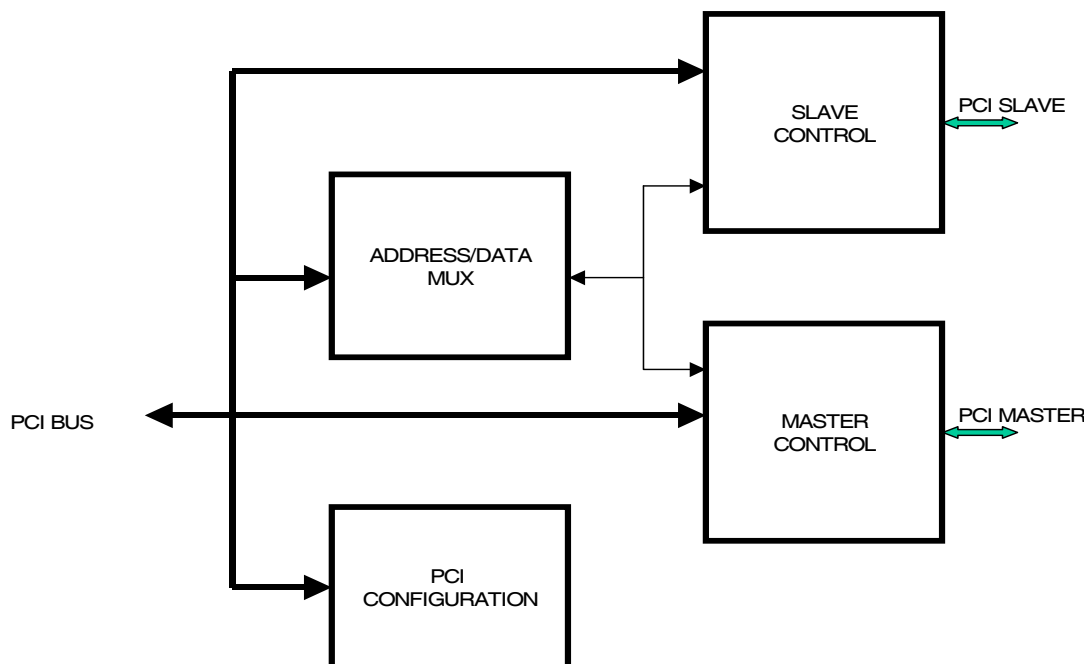 SLAVE
CONTROL
PCI SLAVE
ADDRESS/DATA
MUX
PCI BUS
MASTER
CONTROL
PCI MASTER
PCI
CONFIGURATION